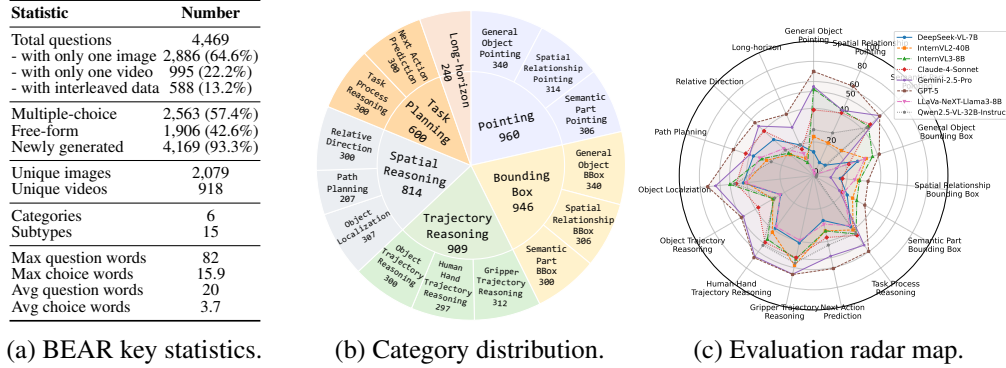 Statistic Number
Total questions 4,469
- with only one image 2,886 (64.6%)
- with only one video 995 (22.2%)
- with interleaved data 588 (13.2%)
Multiple-choice 2,563 (57.4%)
Free-form 1,906 (42.6%)
Newly generated 4,169 (93.3%)
Unique images 2,079
Unique videos 918
Categories 6
Subtypes 15
Max question words 82
Max choice words 15.9
Avg question words 20
Avg choice words 3.7
(a) BEAR key statistics.
Pointing
960
General
Object
Pointing
340
Spatial
Relationship
Pointing
314
Semantic
Part
Pointing
306
Bounding
Box
946
General
Object
BBox
340
Spatial
Relationship
BBox
306
Semantic
Part
BBox
300
Trajectory
Reasoning
909
Gripper
Trajectory
Reasoning
312
Human
Hand
Trajectory
Reasoning
297
Object
Trajectory
Reasoning
300
Spatial
Reasoning
814
Object
Localization
307
Path
Planning
207
Relative
Direction
300
Task
planning
600
Task
process
Reasoning
300
Next Action
Prediction
300
Long-horizon
240
(b) Category distribution.
General Object
Pointing
Spatial Relationship
Pointing
General Object
Bounding Box
Spatial Relationship
Bounding Box
Semantic Part
Bounding Box
Task Process
Reasoning
Next Action
Prediction
Gripper Trajectory
Reasoning
Human Hand
Trajectory Reasoning
Object Trajectory
Reasoning
Object Localziation
Path Planning
Relative Direction
Long-horizon
0
20
40
50
60
80
100
DeepSeek-VL-7B
InternVL2-40B
InternVL3-8B
Claude-4-Sonnet
Gemini-2.5-Pro
GPT-5
LLaVa-NeXT-Llama3-8B
Qwen2.5-VL-32B-Instruc
(c) Evaluation radar map.